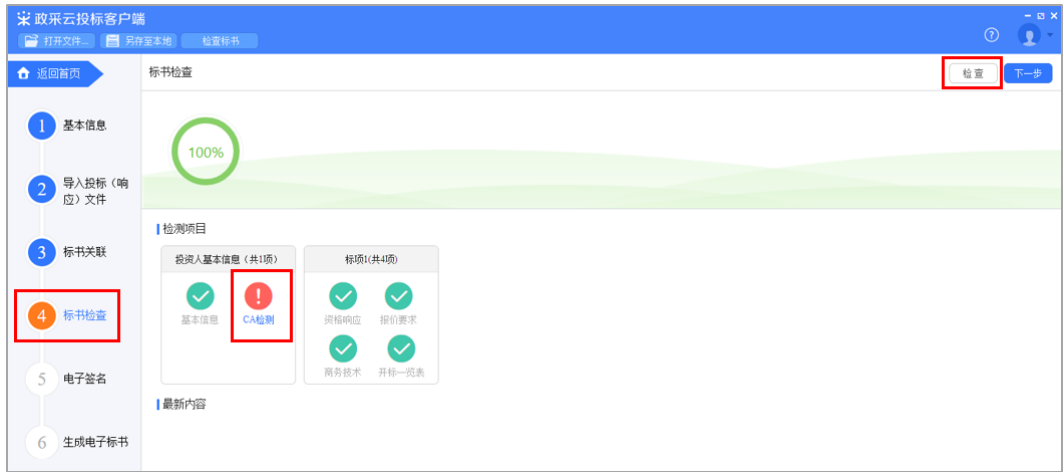 政采云投标客户端
打开文件... 另存至本地 检查标书
返回首页
标书检查
检查
下一步
1 基本信息
2 导入投标（响
应）文件
3 标书关联
4 标书检查
5 电子签名
6 生成电子标书
100%
检测项目
投资人基本信息（共1项）
基本信息 CA检测
标项1(共4项)
资格响应 报价要求
商务技术 开标一览表
最新内容